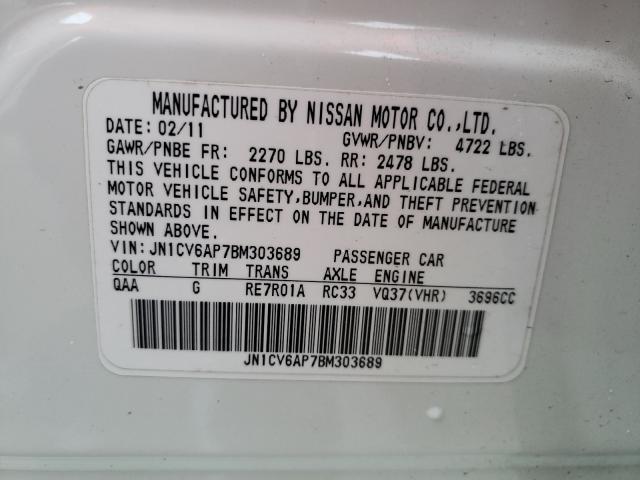 MANUFACTURED BY NISSAN MOTOR CO.,LTD.
DATE: 02/11 GVWR/PNBV: 4722 LBS.
GAWR/PNBE FR: 2270 LBS. RR: 2478 LBS.
THIS VEHICLE CONFORMS TO ALL APPLICABLE FEDERAL
MOTOR VEHICLE SAFETY,BUMPER,AND THEFT PREVENTION
STANDARDS IN EFFECT ON THE DATE OF MANUFACTURE
SHOWN ABOVE.
VIN: JN1CV6AP7BM303689 PASSENGER CAR
COLOR TRIM TRANS AXLE ENGINE
QAA G RE7R01A RC33 VQ37(VHR) 3696CC
JN1CV6AP7BM303689